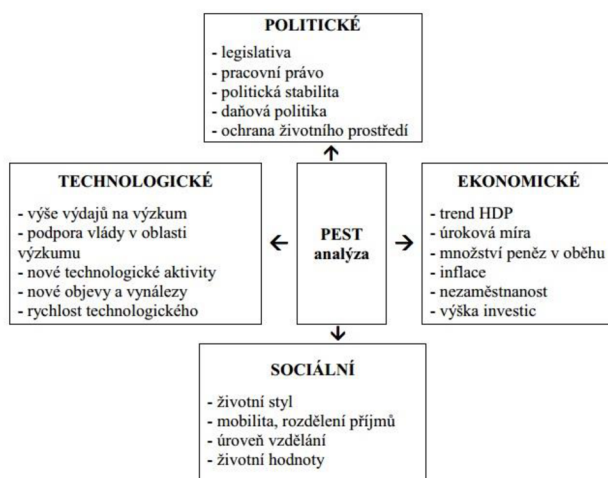 POLITICKÉ
- legislativa
- pracovní právo
- politická stabilita
- daňová politika
- ochrana životního prostředí
TECHNOLOGICKÉ
- výše výdajů na výzkum
- podpora vlády v oblasti
výzkumu
- nové technologické aktivity
- nové objevy a vynálezy
- rychlost technologického
PEST
analýza
EKONOMICKÉ
- trend HDP
- úroková míra
- množství peněz v oběhu
- inflace
- nezaměstnanost
- výška investic
SOCIÁLNÍ
- životní styl
- mobilita, rozdělení příjmů
- úroveň vzdělání
- životní hodnoty